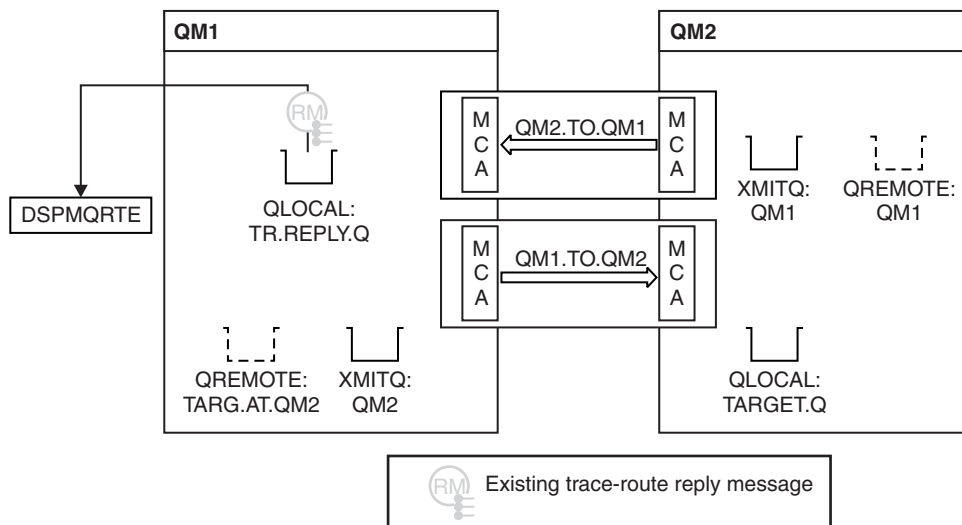 QM1
QM2
RM
M
C
A
QM2.TO.QM1
M
C
A
DSPMQRTE
QLOCAL:
TR.REPLY.Q
XMITQ:
QM1
QREMOTE:
QM1
M
C
A
QM1.TO.QM2
M
C
A
QREMOTE:
TARG.AT.QM2
XMITQ:
QM2
QLOCAL:
TARGET.Q
RM
Existing trace-route reply message